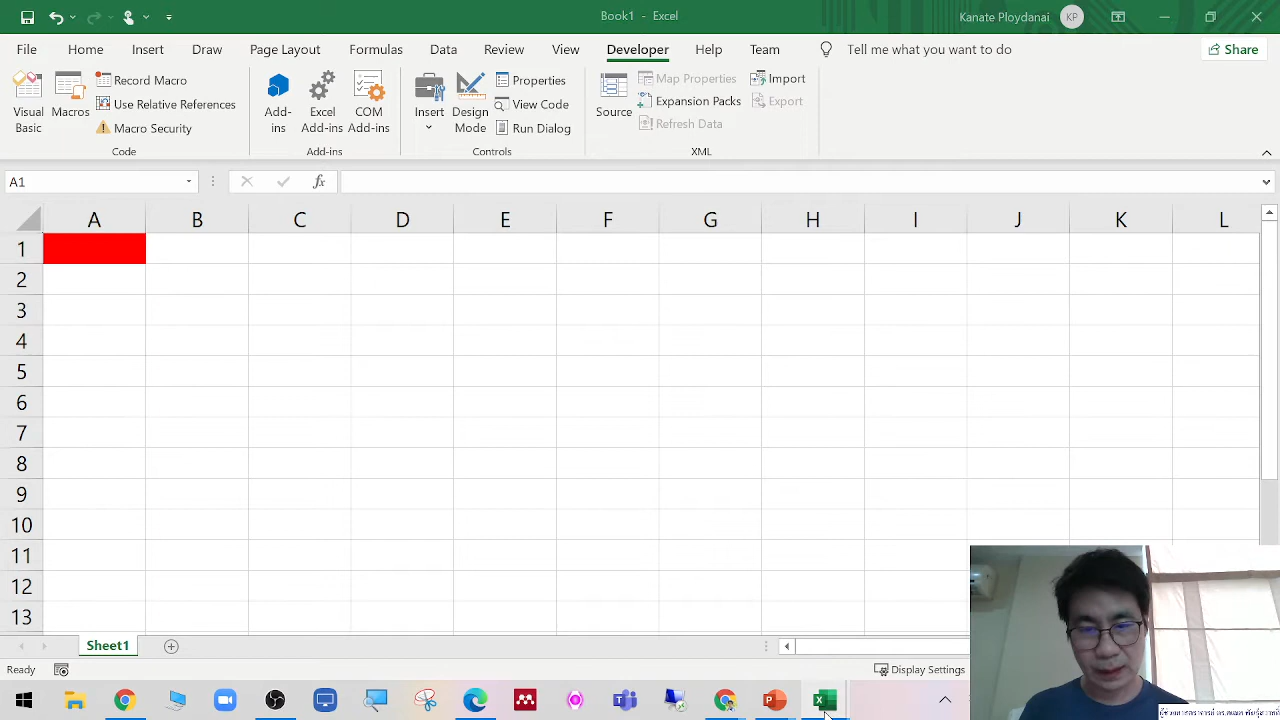 Book1 - Excel
Kanate Ploydanai KP
File Home Insert Draw Page Layout Formulas Data Review View Developer Help Team Tell me what you want to do Share
Visual Basic
Macros
Record Macro
Use Relative References
Macro Security
Code
Add-ins
Excel Add-ins
COM Add-ins
Add-ins
Insert
Design Mode
Properties
View Code
Run Dialog
Controls
Source
Map Properties
Expansion Packs
Refresh Data
Import
Export
XML
A1
fx
A B C D E F G H I J K L
1
2
3
4
5
6
7
8
9
10
11
12
13
Sheet1
Ready
Display Settings